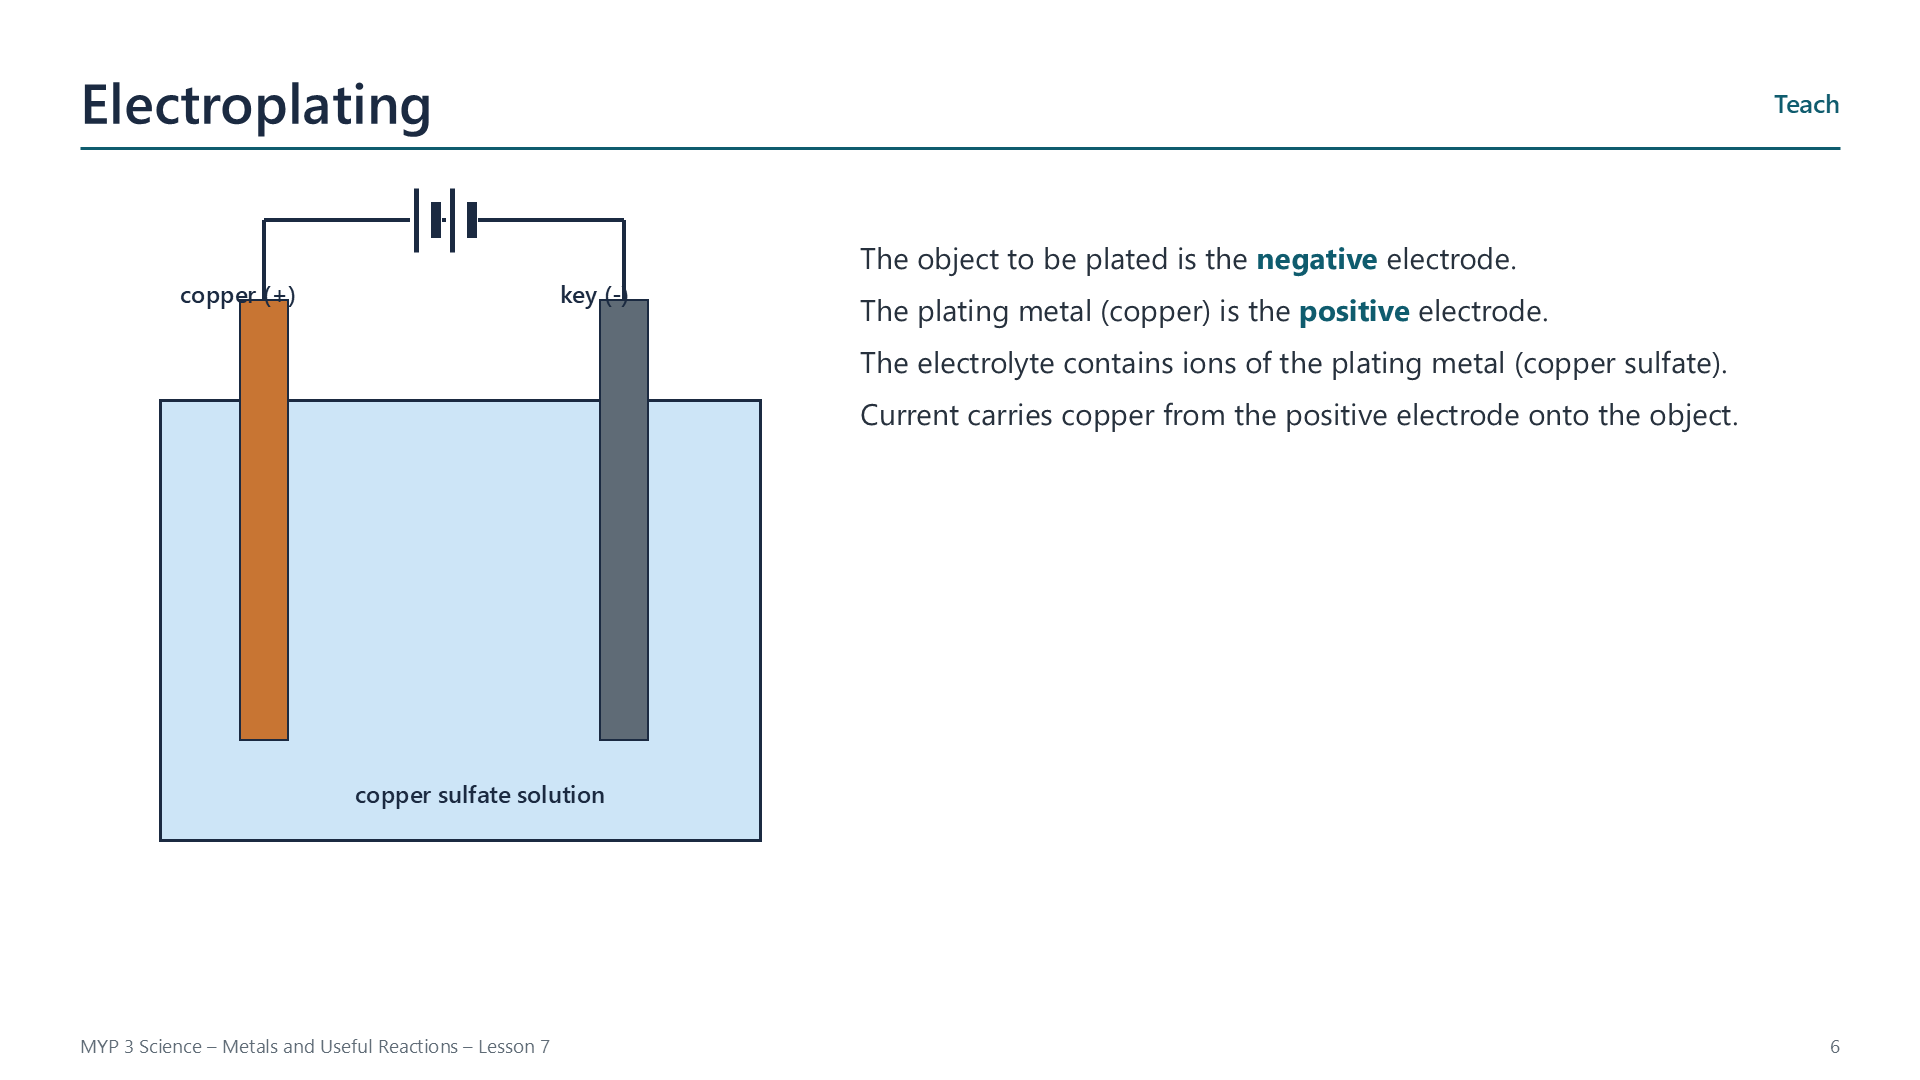 Electroplating
Teach
copper (+)
key (-)
copper sulfate solution
The object to be plated is the negative electrode.
The plating metal (copper) is the positive electrode.
The electrolyte contains ions of the plating metal (copper sulfate).
Current carries copper from the positive electrode onto the object.
MYP 3 Science – Metals and Useful Reactions – Lesson 7
6